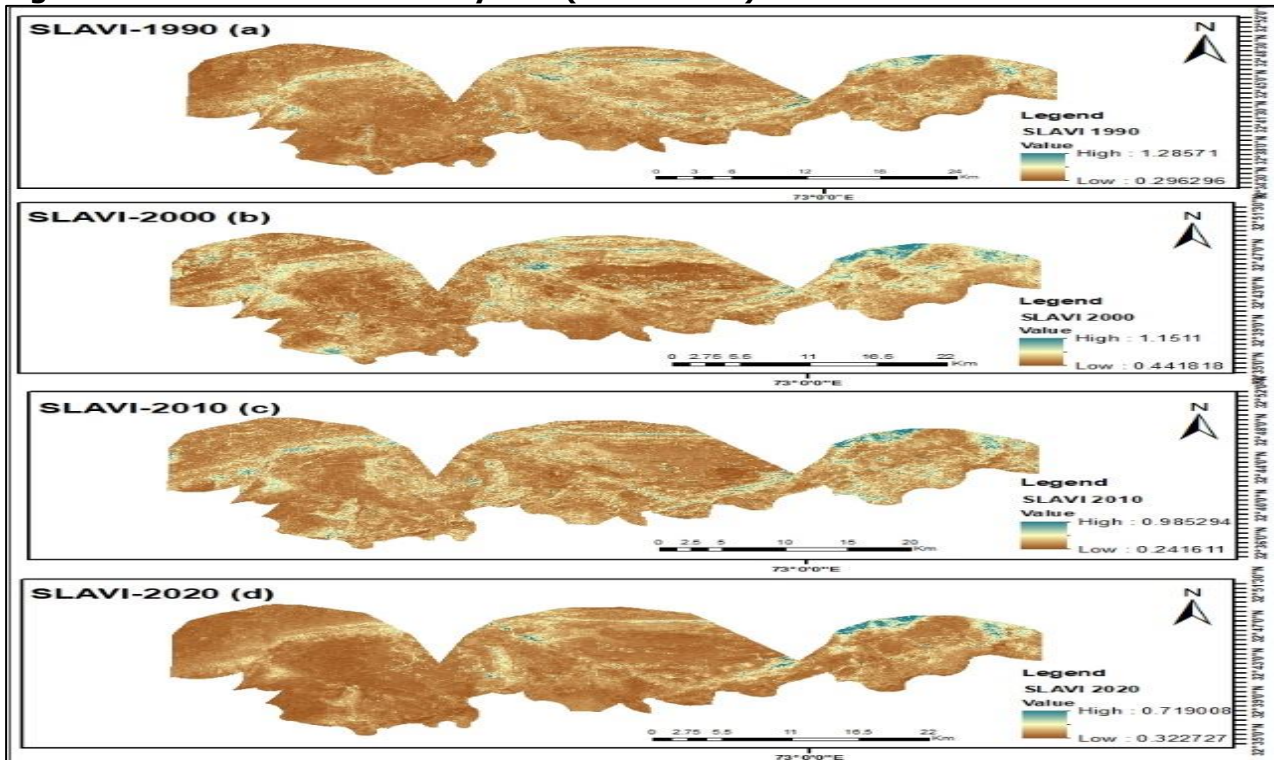 SLAVI-1990 (a)
N
Legend
SLAVI 1990
Value
High : 1.28571
Low : 0.296296
0 3 6 12 18 24
Km
73°0'0"E
SLAVI-2000 (b)
N
Legend
SLAVI 2000
Value
High : 1.1511
Low : 0.441818
0 2.75 5.5 11 16.5 22
Km
73°0'0"E
SLAVI-2010 (c)
N
Legend
SLAVI 2010
Value
High : 0.985294
Low : 0.241611
0 2.5 5 10 15 20
Km
73°0'0"E
SLAVI-2020 (d)
N
Legend
SLAVI 2020
Value
High : 0.719008
Low : 0.322727
0 2.75 5.5 11 16.5 22
Km
73°0'0"E